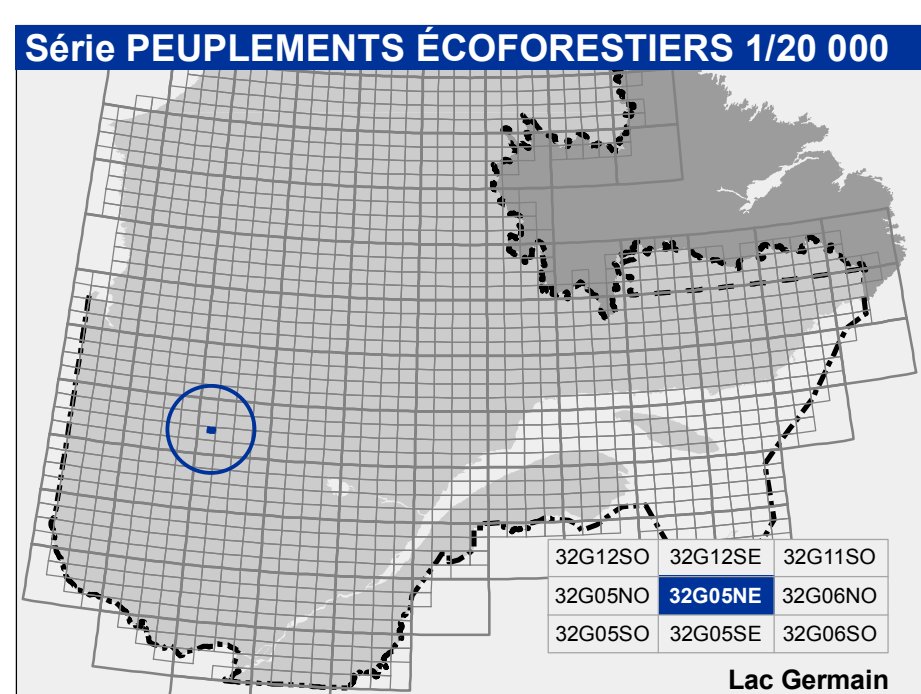 Série PEUPLEMENTS ÉCOFORESTIERS 1/20 000
32G12SO 32G12SE 32G11SO
32G05NO 32G05NE 32G06NO
32G05SO 32G05SE 32G06SO
Lac Germain